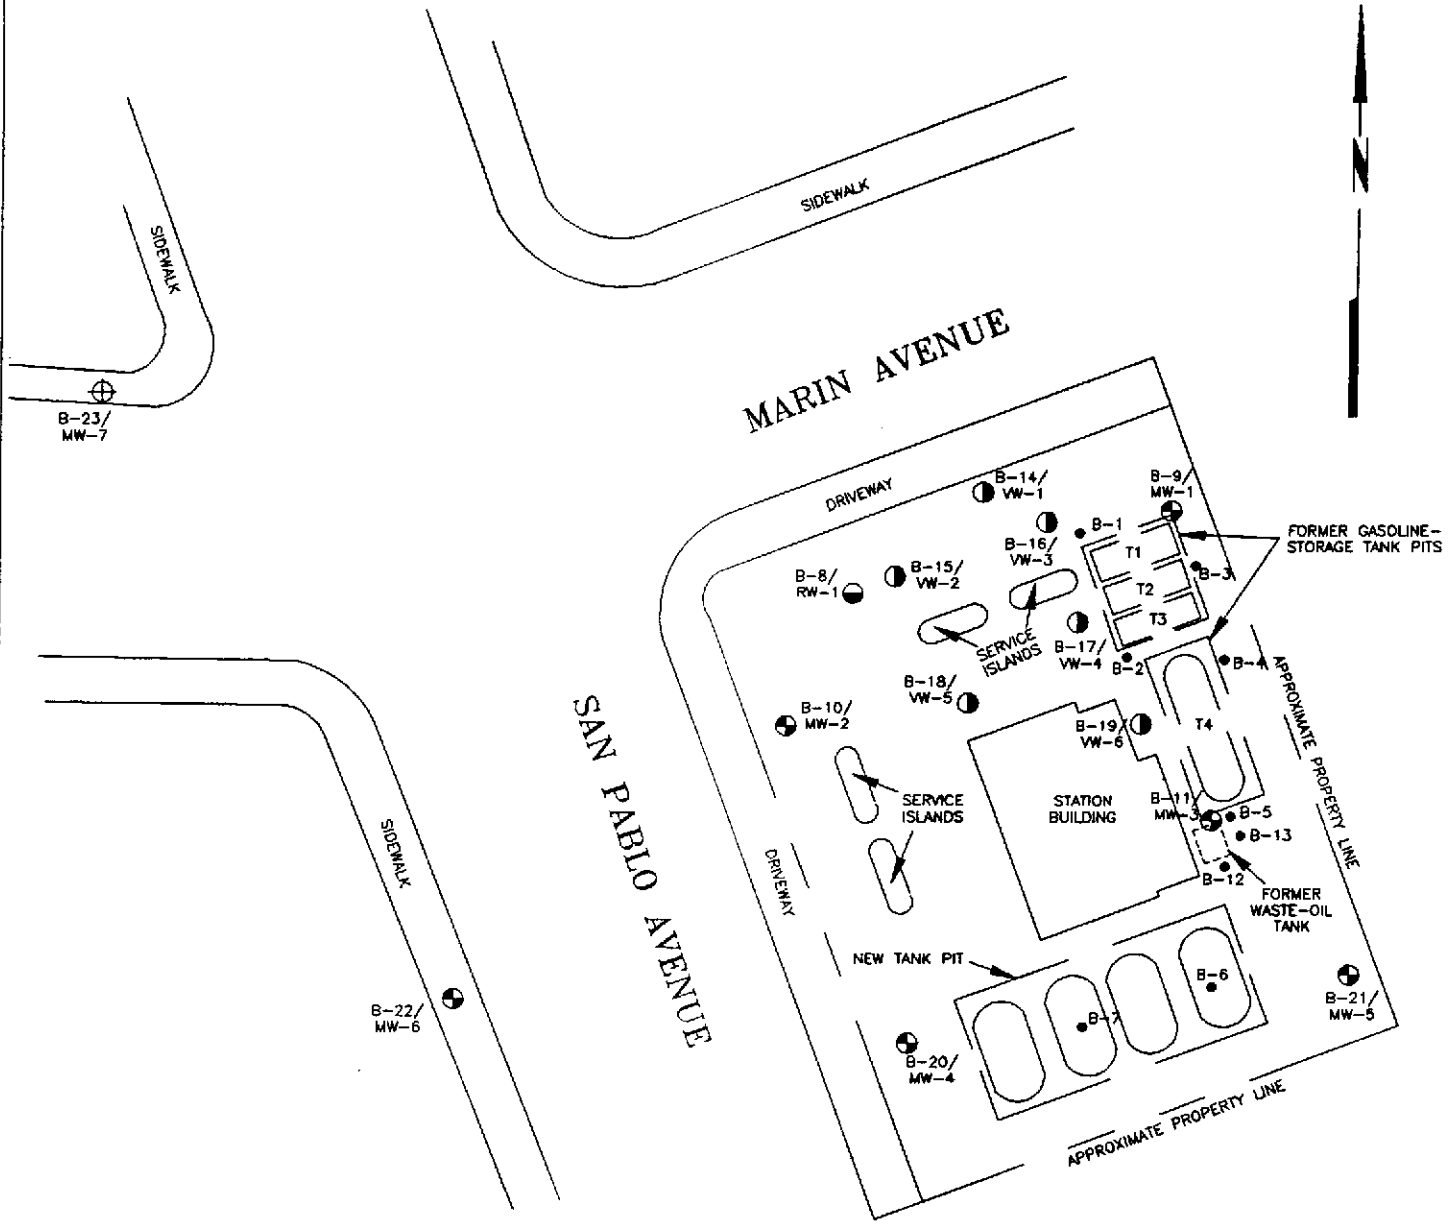 N
SIDEWALK
SIDEWALK
MARIN AVENUE
B-23/
MW-7
DRIVEWAY
B-14/
VW-1
B-9/
MW-1
B-16/
VW-3
B-1
FORMER GASOLINE-
STORAGE TANK PITS
T1
B-8/
RW-1
B-15/
VW-2
B-3
T2
T3
SERVICE
ISLANDS
B-17/
VW-4
B-2
B-4
B-18/
VW-5
B-10/
MW-2
B-19/
VW-6
T4
APPROXIMATE PROPERTY LINE
SAN PABLO AVENUE
SERVICE
ISLANDS
STATION
BUILDING
B-11/
MW-3
B-5
B-13
B-12
SIDEWALK
DRIVEWAY
FORMER
WASTE-OIL
TANK
NEW TANK PIT
B-6
B-7
B-21/
MW-5
B-22/
MW-6
B-20/
MW-4
APPROXIMATE PROPERTY LINE